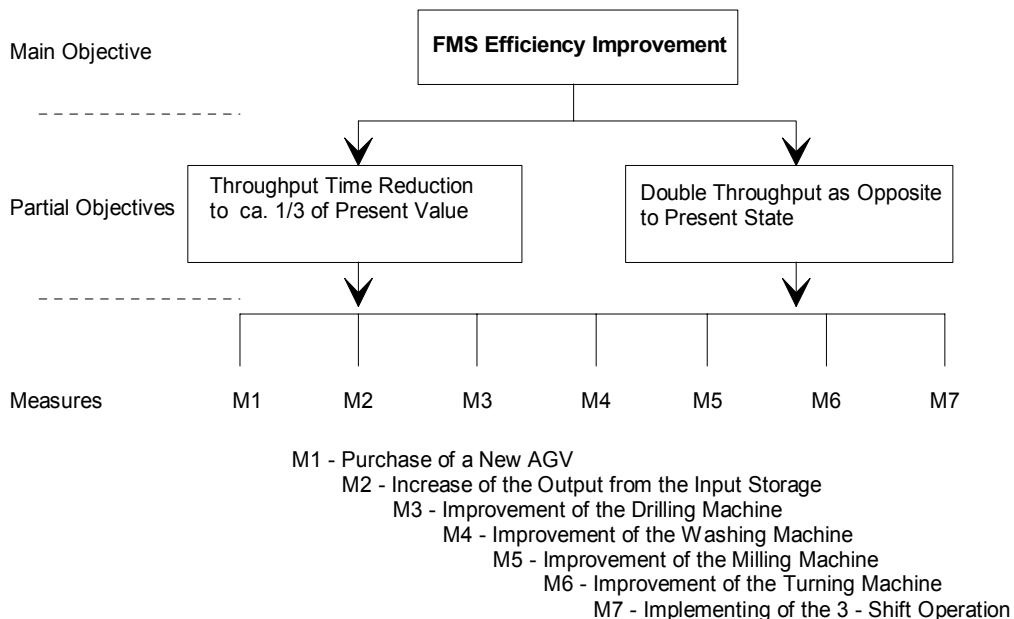 Main Objective
FMS Efficiency Improvement
Partial Objectives
Throughput Time Reduction
to ca. 1/3 of Present Value
Double Throughput as Opposite
to Present State
Measures
M1
M2
M3
M4
M5
M6
M7
M1 - Purchase of a New AGV
M2 - Increase of the Output from the Input Storage
M3 - Improvement of the Drilling Machine
M4 - Improvement of the Washing Machine
M5 - Improvement of the Milling Machine
M6 - Improvement of the Turning Machine
M7 - Implementing of the 3 - Shift Operation